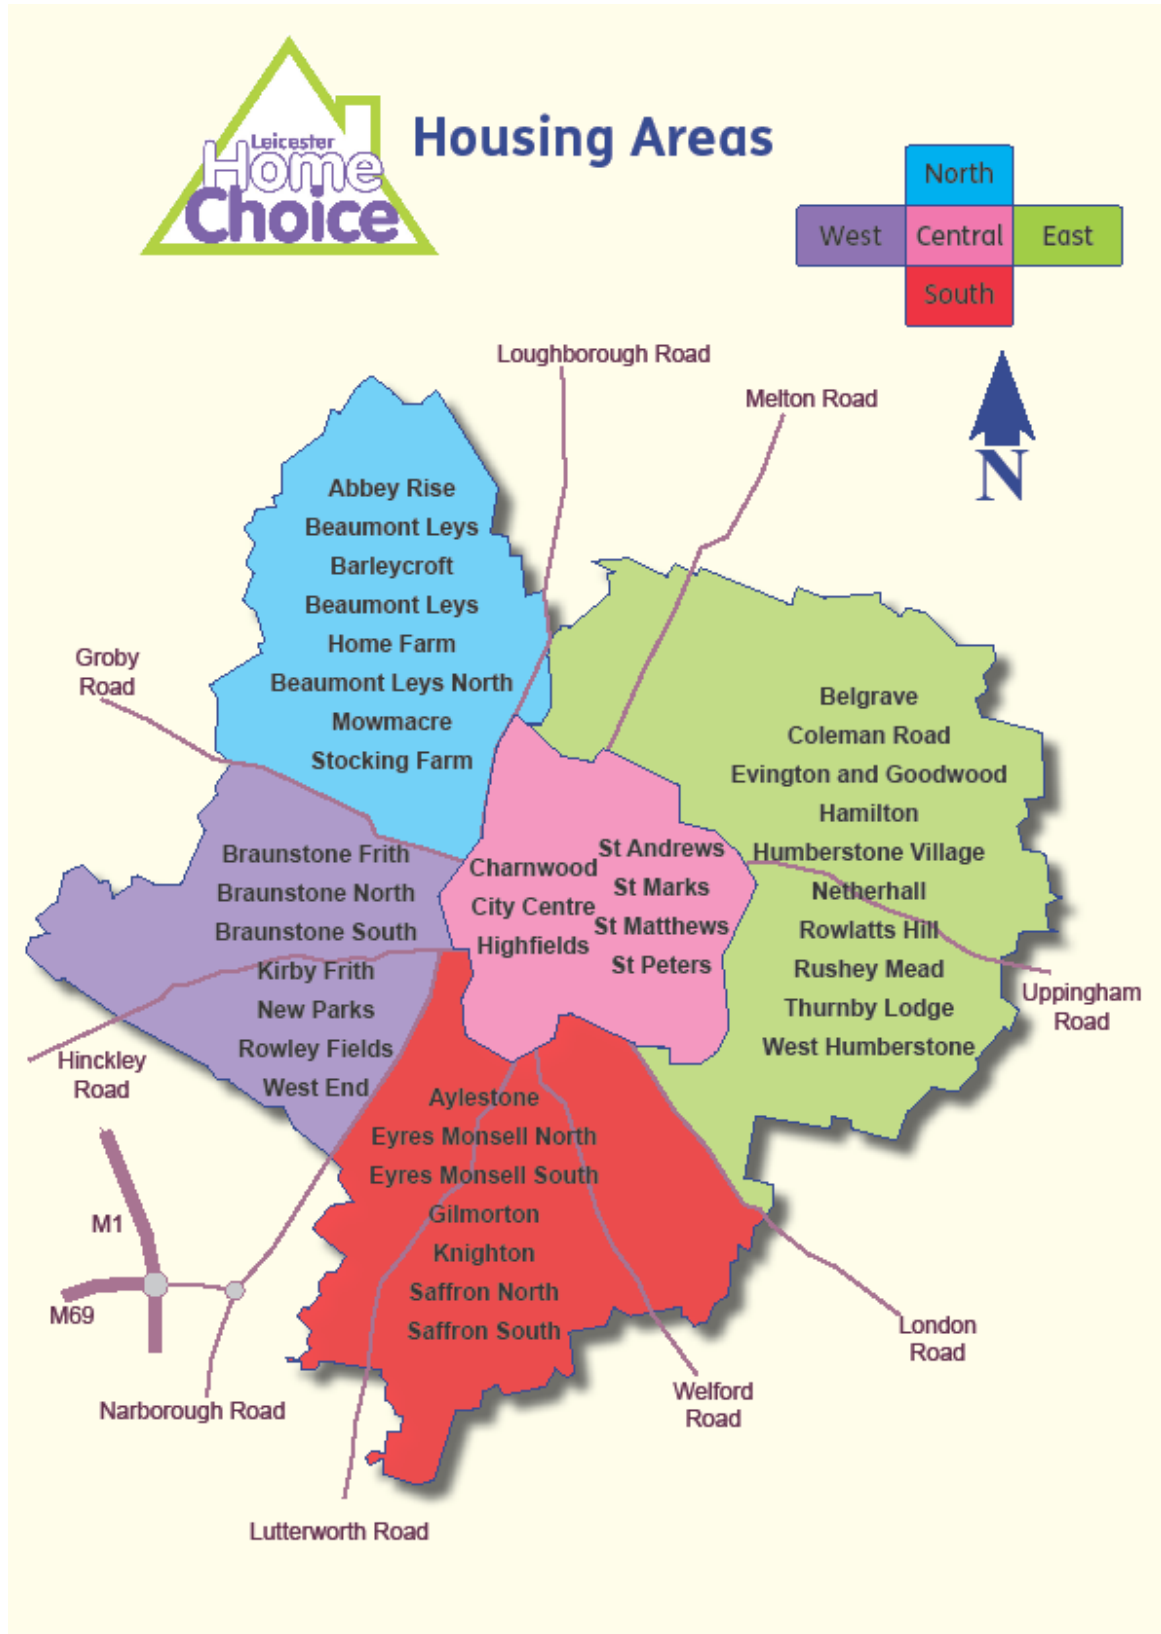 Leicester
Home
Choice
Housing Areas
North
West Central East
South
N
Loughborough Road
Melton Road
Groby
Road
Abbey Rise
Beaumont Leys
Barleycroft
Beaumont Leys
Home Farm
Beaumont Leys North
Mowmacre
Stocking Farm
Belgrave
Coleman Road
Evington and Goodwood
Hamilton
Humberstone Village
Netherhall
Rowlatts Hill
Rushey Mead
Thurnby Lodge
West Humberstone
Braunstone Frith
Braunstone North
Braunstone South
Kirby Frith
New Parks
Rowley Fields
West End
Charnwood
City Centre
Highfields
St Andrews
St Marks
St Matthews
St Peters
Uppingham
Road
Hinckley
Road
Aylestone
Eyres Monsell North
Eyres Monsell South
Gilmorton
Knighton
Saffron North
Saffron South
M1
M69
Narborough Road
London
Road
Welford
Road
Lutterworth Road